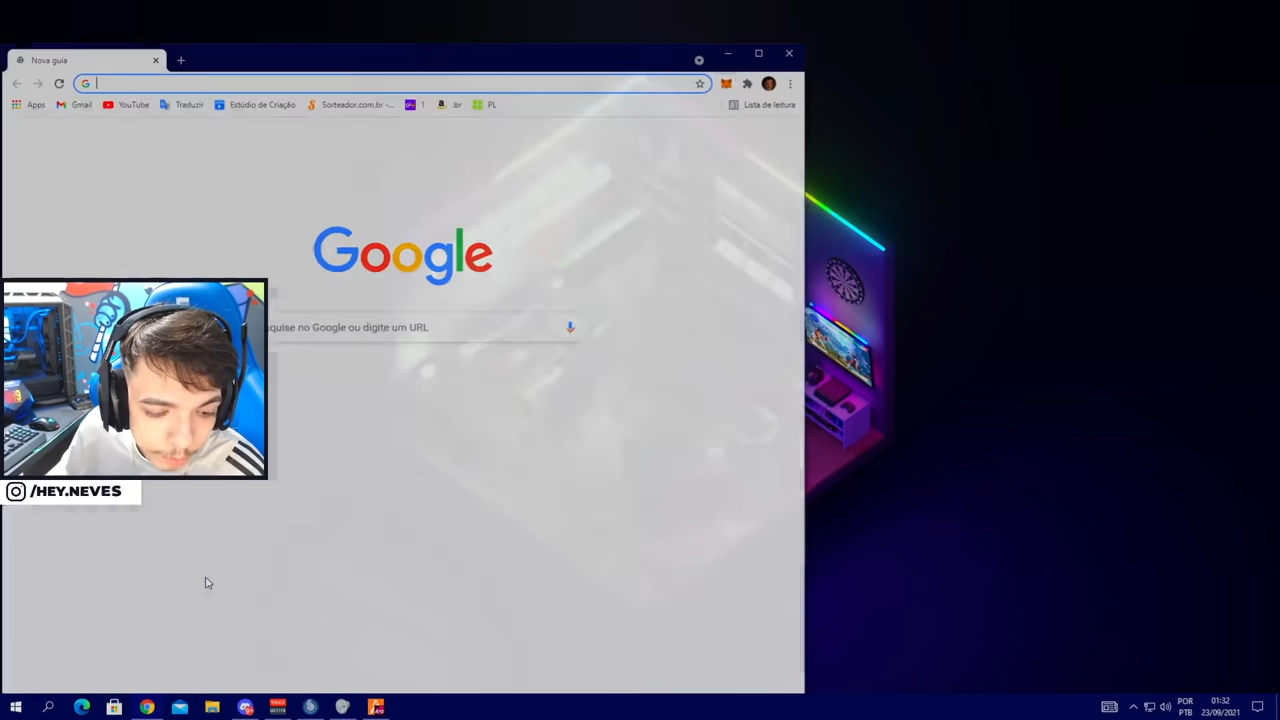 Nova guia
Apps Gmail YouTube Traduzir Estúdio de Criação Sorteador.com.br -... 1 .br PL Lista de leitura
Google
squise no Google ou digite um URL
/HEY.NEVES
POR 01:32
PTB 23/09/2021